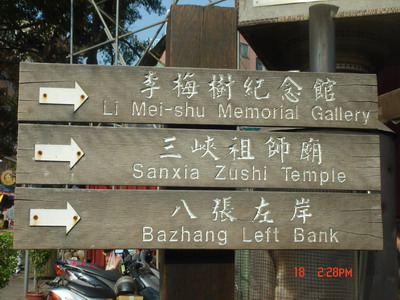 李梅樹紀念館
Li Mei-shu Memorial Gallery
三峽祖師廟
Sanxia Zushi Temple
八張左岸
Bazhang Left Bank
18 2:28PM